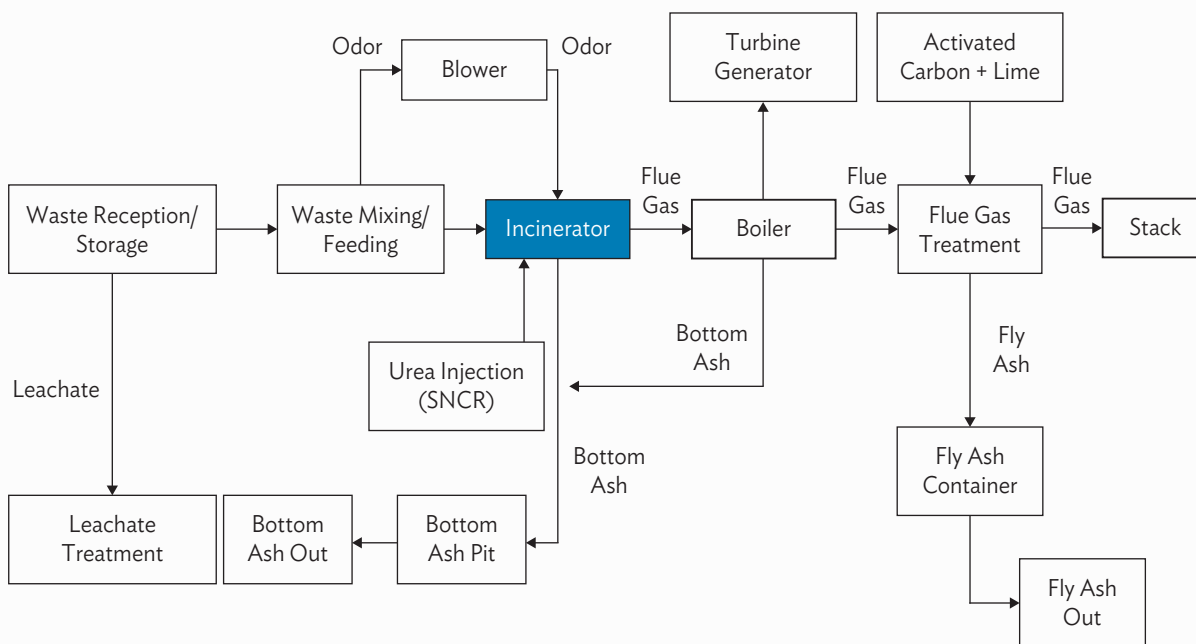 Odor
Blower
Odor
Turbine
Generator
Activated
Carbon + Lime
Waste Reception/
Storage
Waste Mixing/
Feeding
Incinerator
Flue
Gas
Boiler
Flue
Gas
Flue Gas
Treatment
Flue
Gas
Stack
Leachate
Urea Injection
(SNCR)
Bottom
Ash
Fly
Ash
Bottom
Ash
Fly Ash
Container
Leachate
Treatment
Bottom
Ash Out
Bottom
Ash Pit
Fly Ash
Out